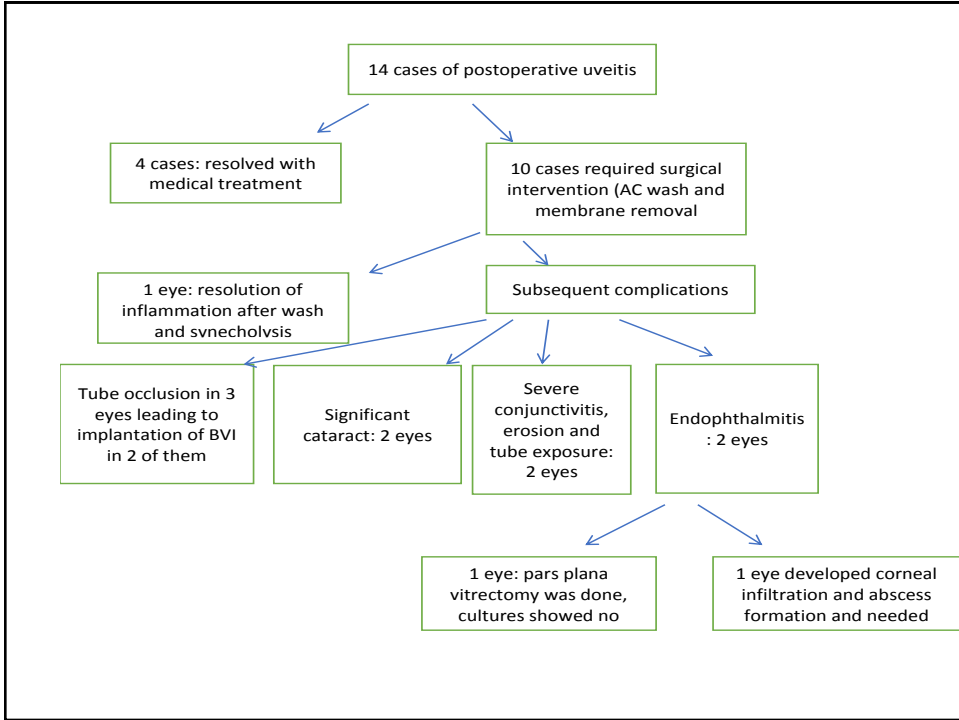 14 cases of postoperative uveitis
4 cases: resolved with
medical treatment
10 cases required surgical
intervention (AC wash and
membrane removal
1 eye: resolution of
inflammation after wash
and synecholysis
Subsequent complications
Tube occlusion in 3
eyes leading to
implantation of BVI
in 2 of them
Significant
cataract: 2 eyes
Severe
conjunctivitis,
erosion and
tube exposure:
2 eyes
Endophthalmitis
: 2 eyes
1 eye: pars plana
vitrectomy was done,
cultures showed no
1 eye developed corneal
infiltration and abscess
formation and needed